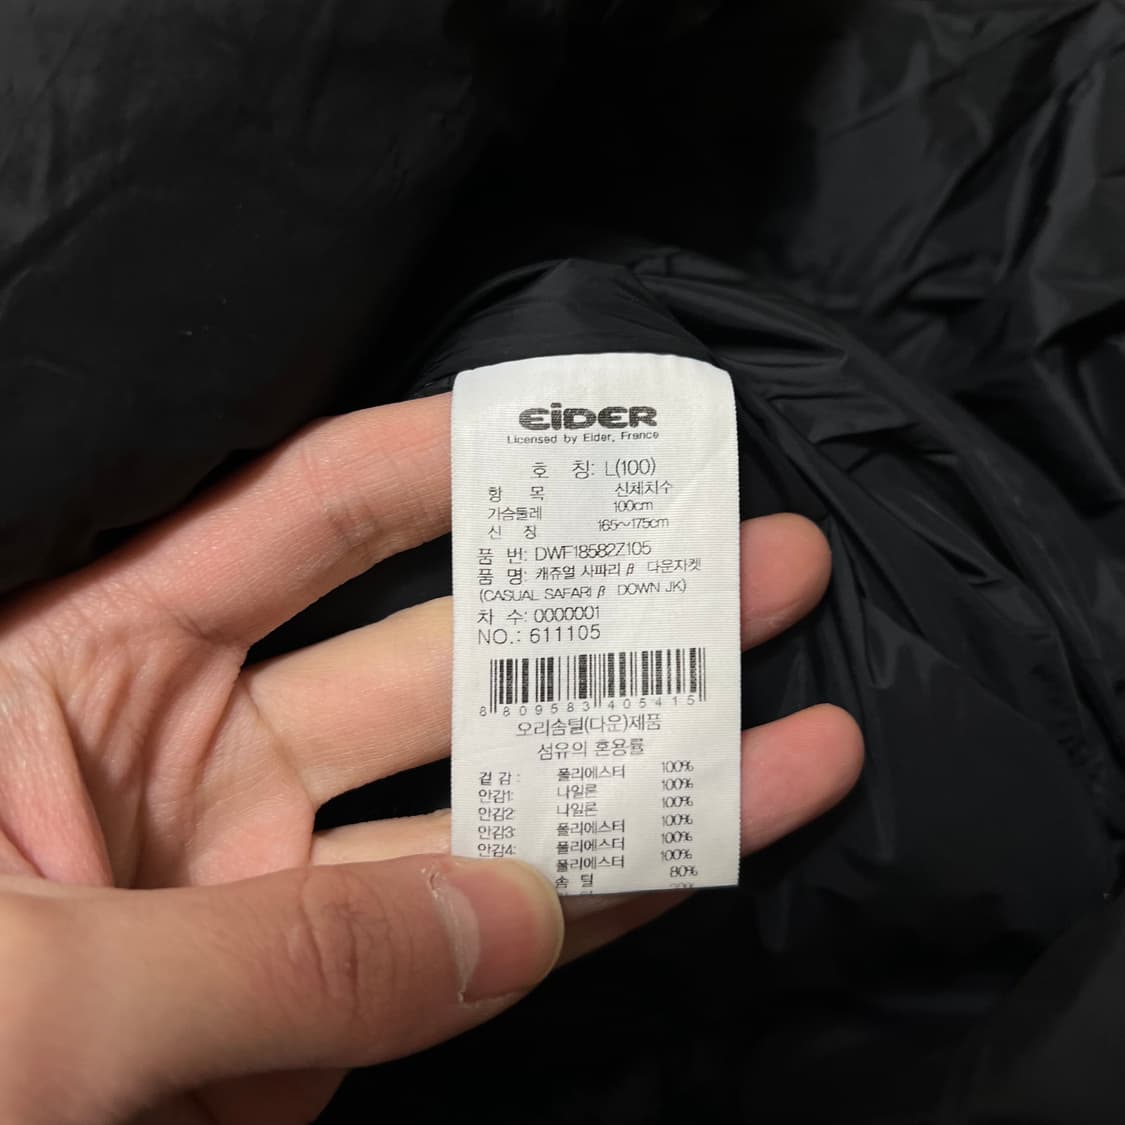 EiDER
Licensed by Eider, France
호 칭: L(100)
항 목 신체치수
가슴둘레 100cm
신 장 165~175cm
품 번: DWF18582Z105
품 명: 캐쥬얼 사파리 β 다운자켓
(CASUAL SAFARI β DOWN JK)
차 수: 0000001
NO.: 611105
8 809583 405415
오리솜털(다운)제품
섬유의 혼용률
겉감: 폴리에스터 100%
안감1: 나일론 100%
안감2: 나일론 100%
안감3: 폴리에스터 100%
안감4: 폴리에스터 100%
폴리에스터 100%
솜 털 80%